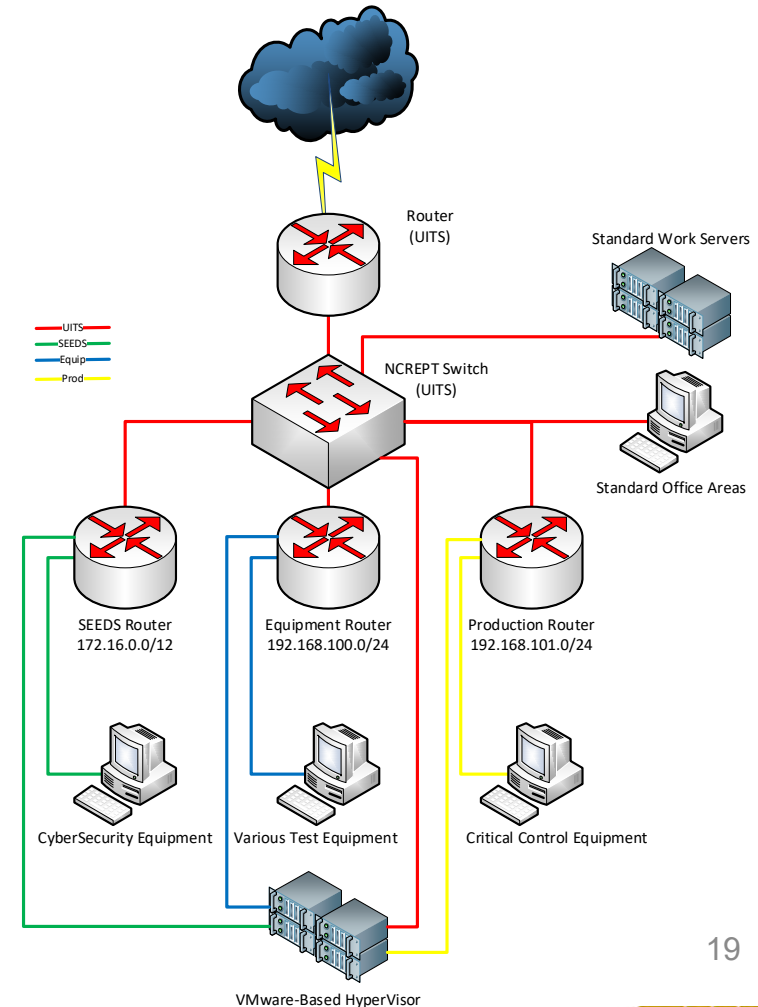 Router
(UITS)
Standard Work Servers
UITS
SEEDS
Equip
Prod
NCREPT Switch
(UITS)
Standard Office Areas
SEEDS Router
172.16.0.0/12
Equipment Router
192.168.100.0/24
Production Router
192.168.101.0/24
CyberSecurity Equipment
Various Test Equipment
Critical Control Equipment
VMware-Based HyperVisor
19